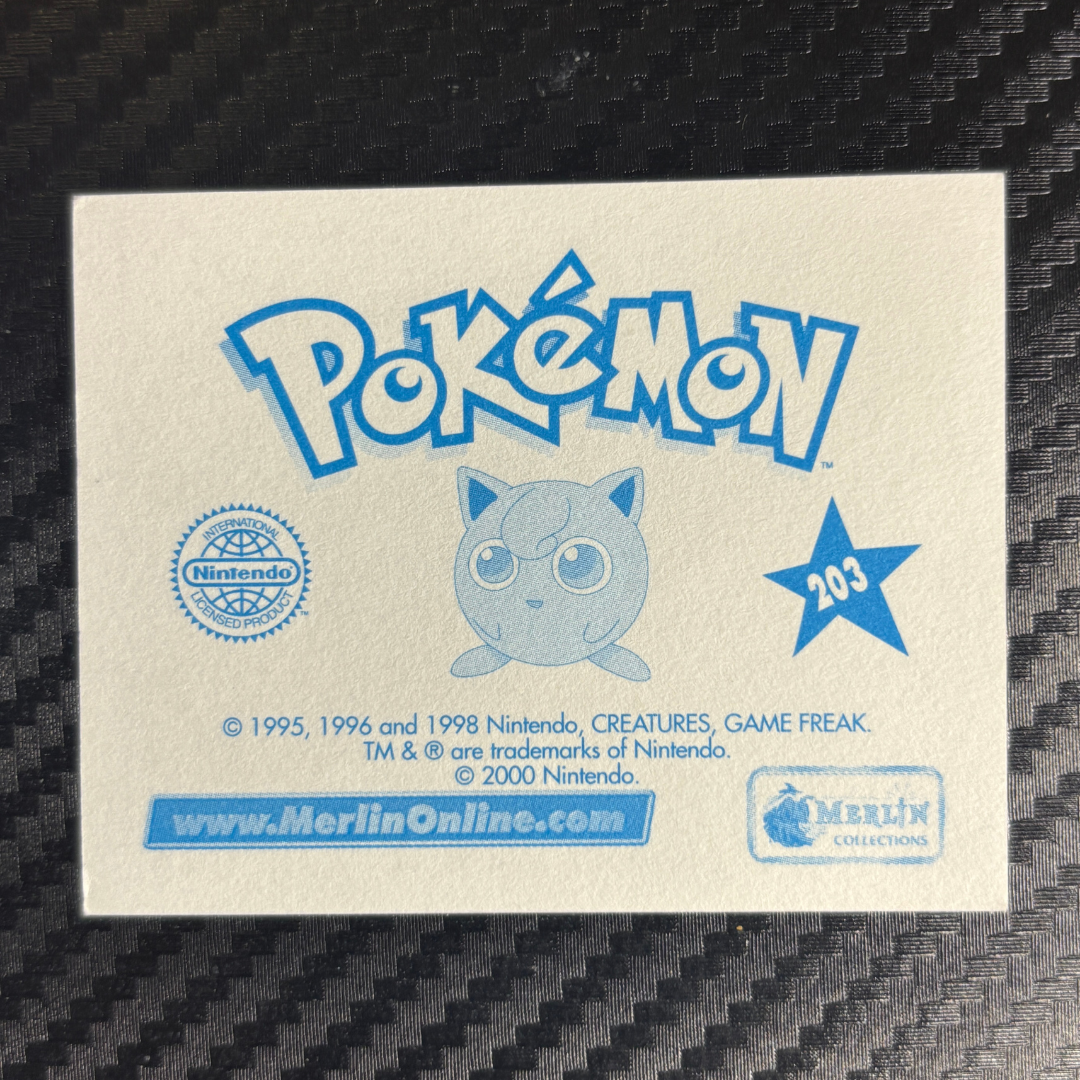 POKéMON
TM
INTERNATIONAL
Nintendo®
LICENSED PRODUCT
TM
203
© 1995, 1996 and 1998 Nintendo, CREATURES, GAME FREAK.
TM & ® are trademarks of Nintendo.
© 2000 Nintendo.
www.MerlinOnline.com
MERLIN
COLLECTIONS